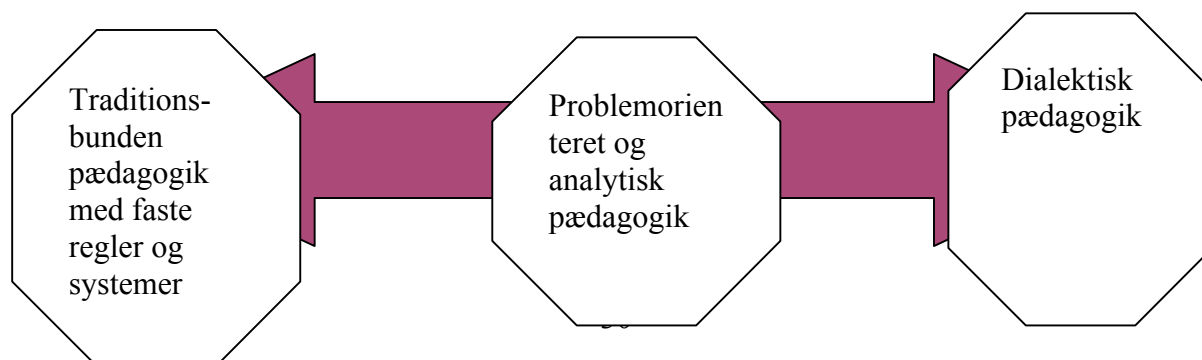 Traditions-
bunden
pædagogik
med faste
regler og
systemer
Problemorien
teret og
analytisk
pædagogik
Dialektisk
pædagogik